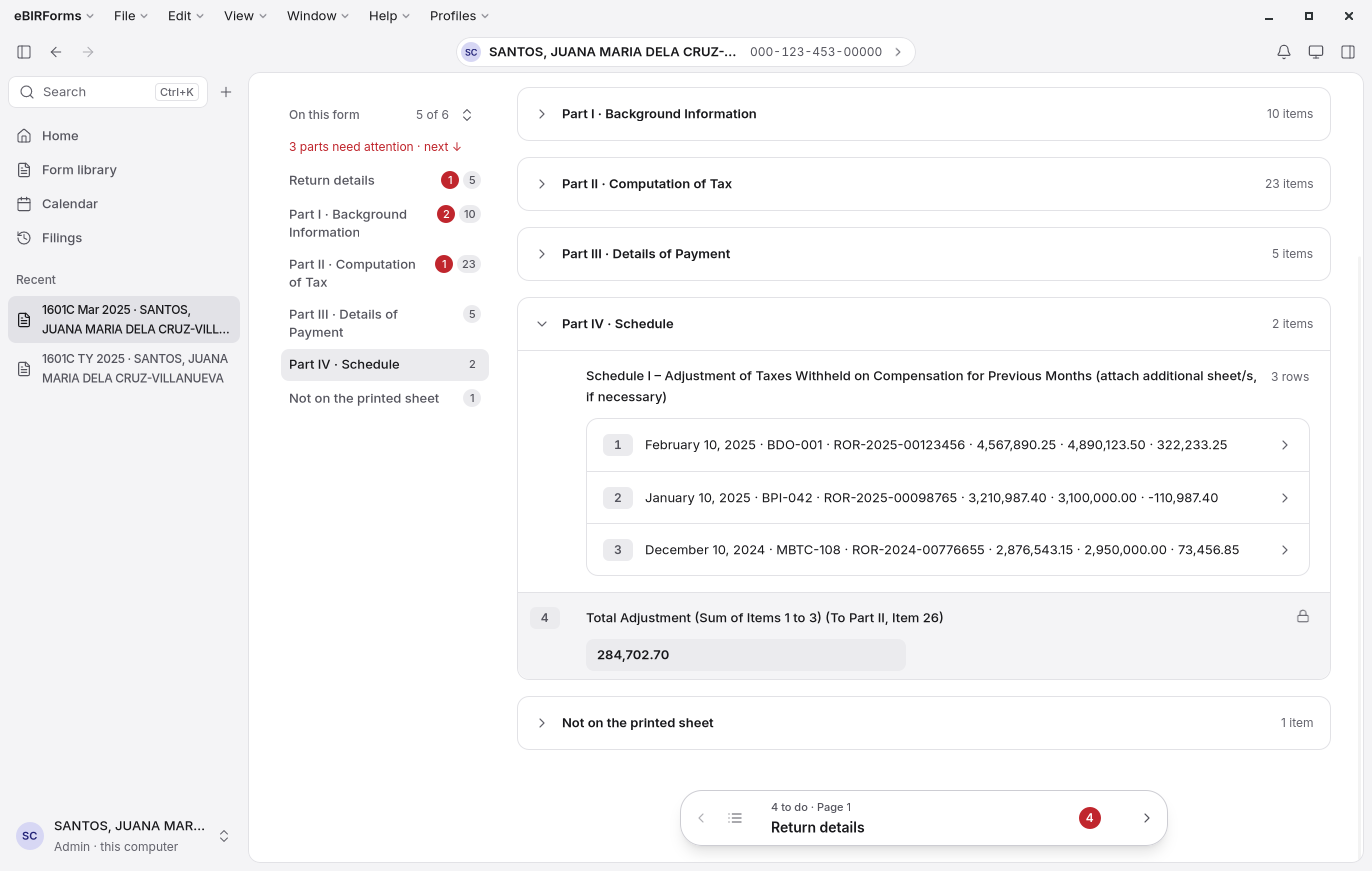 eBIRForms File Edit View Window Help Profiles
SC SANTOS, JUANA MARIA DELA CRUZ-... 000-123-453-00000
Search Ctrl+K
Home
Form library
Calendar
Filings
Recent
1601C Mar 2025 · SANTOS,
JUANA MARIA DELA CRUZ-VILL...
1601C TY 2025 · SANTOS, JUANA
MARIA DELA CRUZ-VILLANUEVA
SC SANTOS, JUANA MAR...
Admin · this computer
On this form 5 of 6
3 parts need attention · next ↓
Return details 1 5
Part I · Background 2 10
Information
Part II · Computation 1 23
of Tax
Part III · Details of 5
Payment
Part IV · Schedule 2
Not on the printed sheet 1
Part I · Background Information 10 items
Part II · Computation of Tax 23 items
Part III · Details of Payment 5 items
Part IV · Schedule 2 items
Schedule I – Adjustment of Taxes Withheld on Compensation for Previous Months (attach additional sheet/s, 3 rows
if necessary)
1 February 10, 2025 · BDO-001 · ROR-2025-00123456 · 4,567,890.25 · 4,890,123.50 · 322,233.25
2 January 10, 2025 · BPI-042 · ROR-2025-00098765 · 3,210,987.40 · 3,100,000.00 · -110,987.40
3 December 10, 2024 · MBTC-108 · ROR-2024-00776655 · 2,876,543.15 · 2,950,000.00 · 73,456.85
4 Total Adjustment (Sum of Items 1 to 3) (To Part II, Item 26)
284,702.70
Not on the printed sheet 1 item
4 to do · Page 1
Return details 4